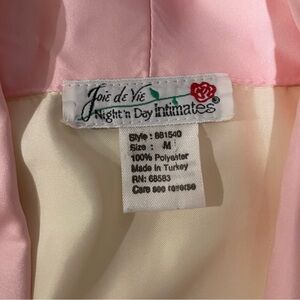 Joie de Vie
Night'n Day Intimates®
Style : 881540
Size : M
100% Polyester
Made in Turkey
RN: 68583
Care see reverse